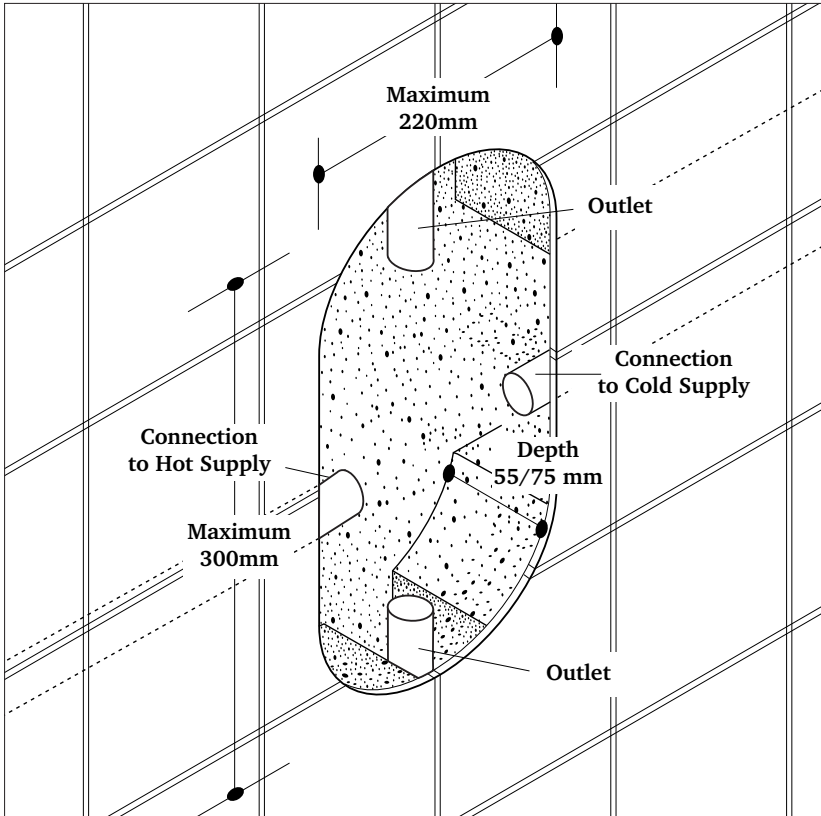 Maximum
220mm
Outlet
Connection
to Cold Supply
Connection
to Hot Supply
Depth
55/75 mm
Maximum
300mm
Outlet